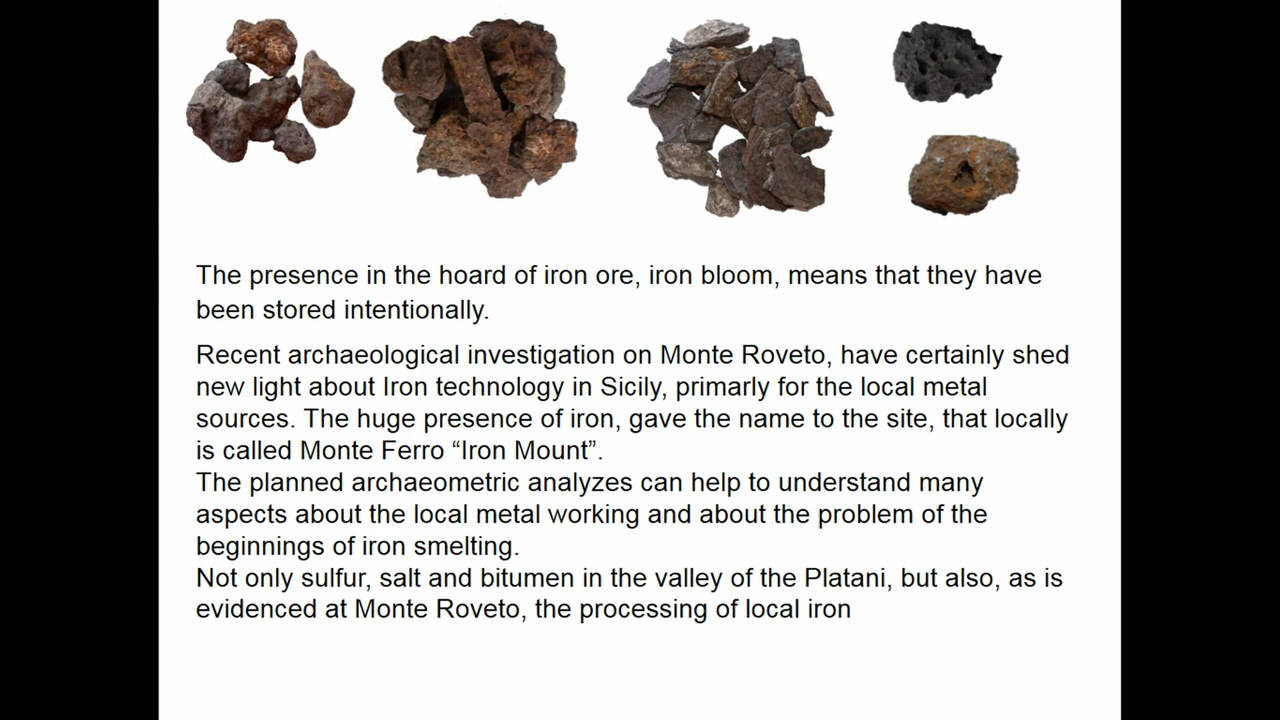 The presence in the hoard of iron ore, iron bloom, means that they have
been stored intentionally.
Recent archaeological investigation on Monte Roveto, have certainly shed
new light about Iron technology in Sicily, primarly for the local metal
sources. The huge presence of iron, gave the name to the site, that locally
is called Monte Ferro “Iron Mount”.
The planned archaeometric analyzes can help to understand many
aspects about the local metal working and about the problem of the
beginnings of iron smelting.
Not only sulfur, salt and bitumen in the valley of the Platani, but also, as is
evidenced at Monte Roveto, the processing of local iron